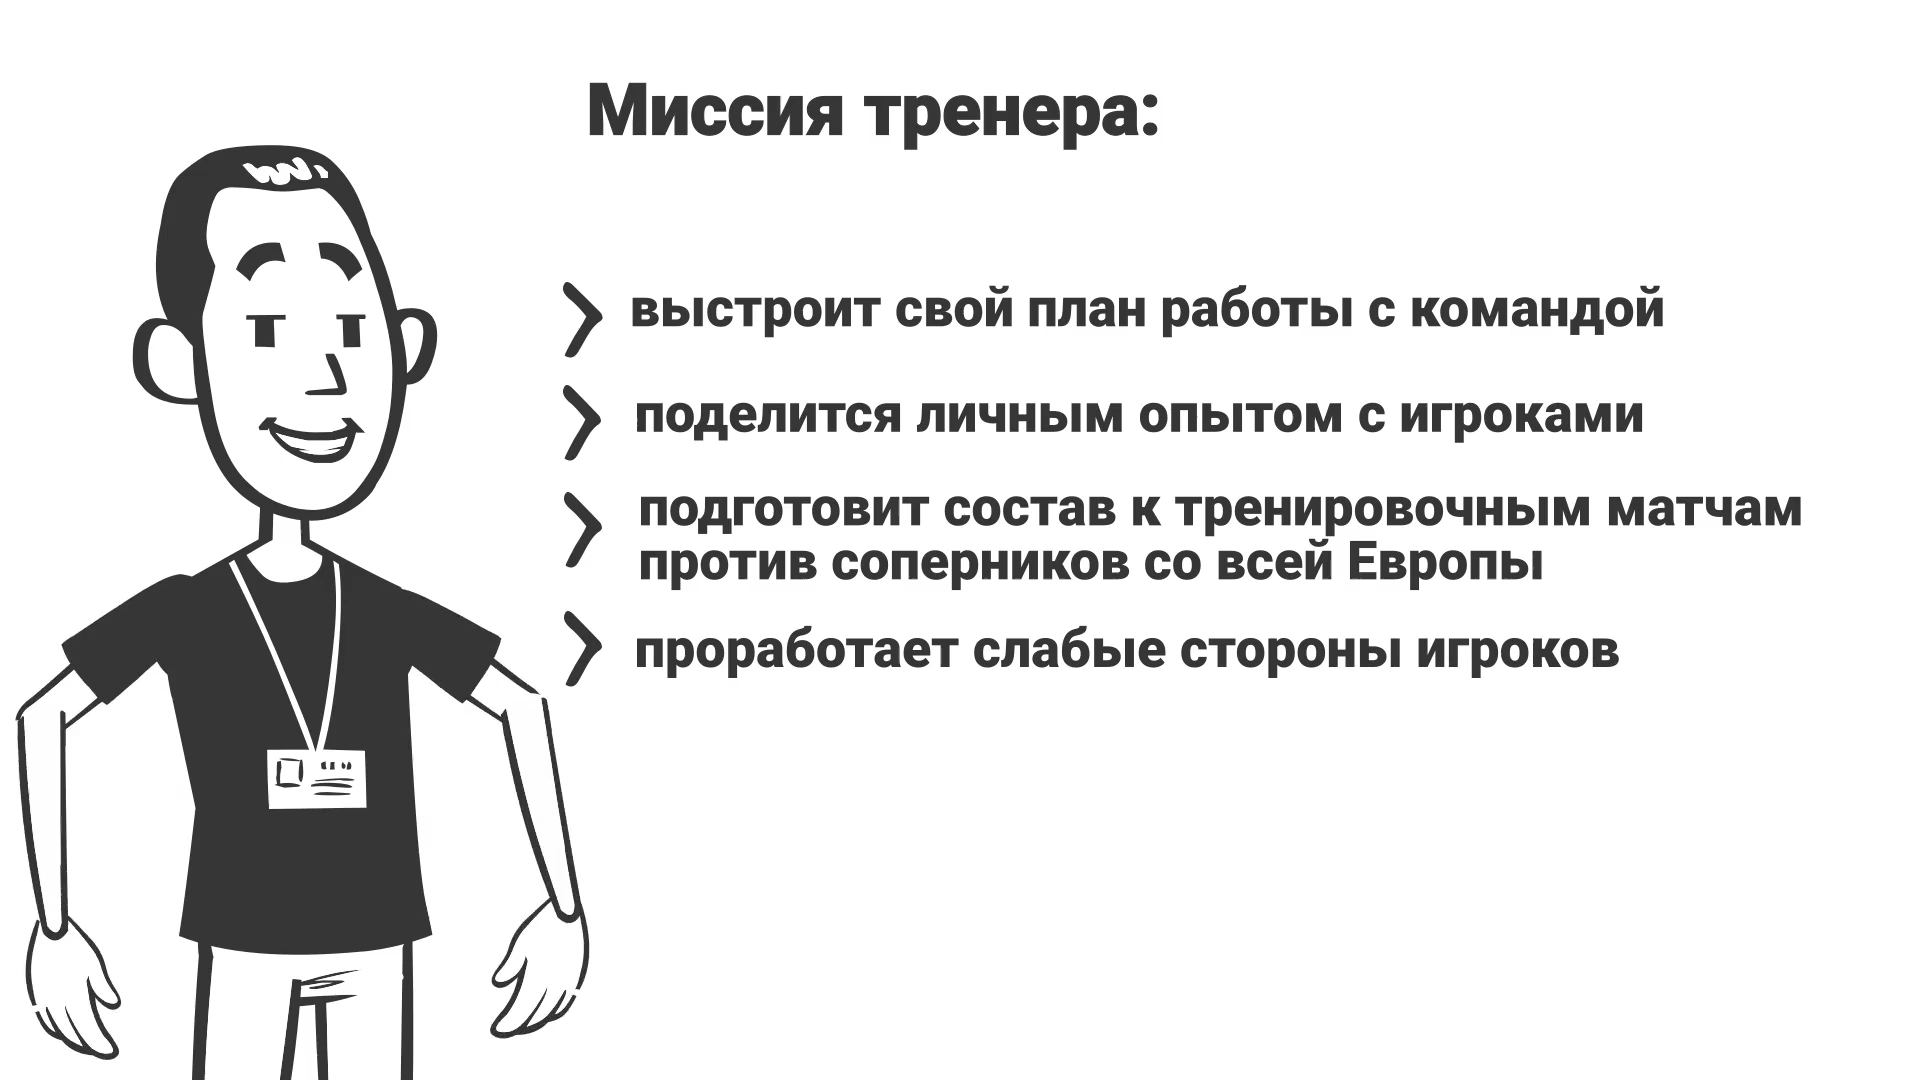 Миссия тренера:
выстроит свой план работы с командой
поделится личным опытом с игроками
подготовит состав к тренировочным матчам
против соперников со всей Европы
проработает слабые стороны игроков